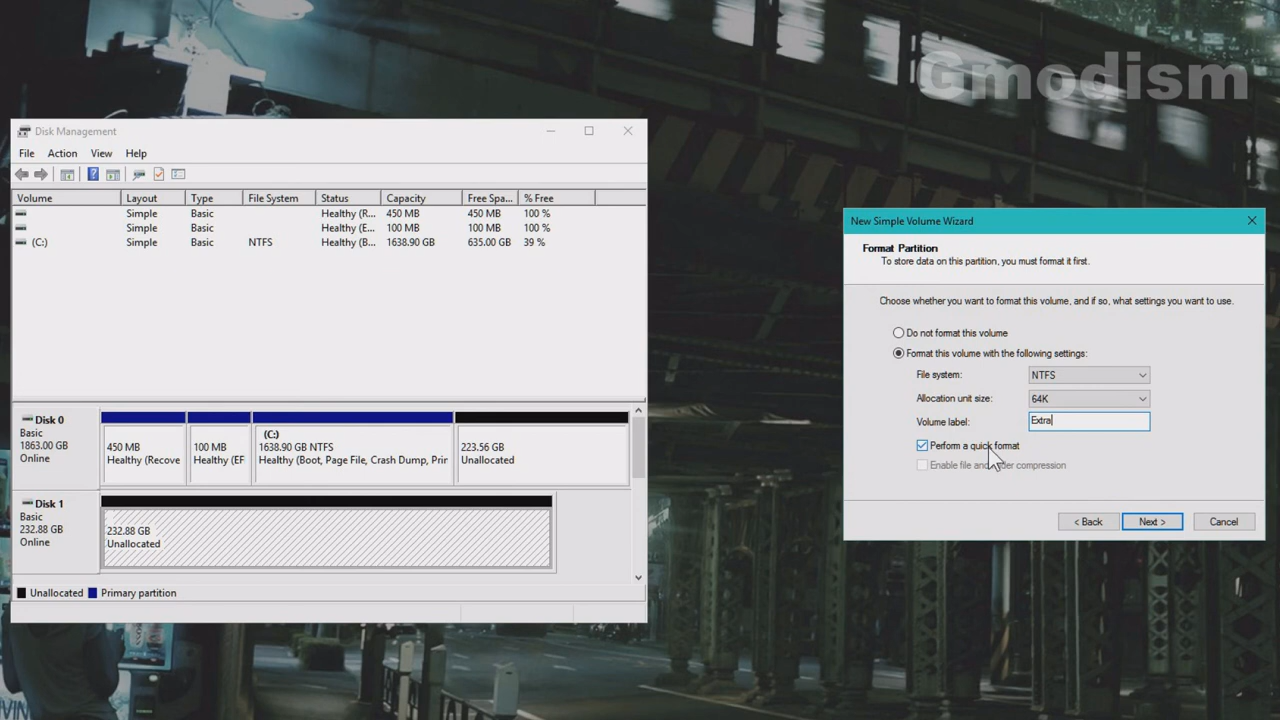 Gmodism
Disk Management
File Action View Help
Volume Layout Type File System Status Capacity Free Spa... % Free
Simple Basic Healthy (R... 450 MB 450 MB 100 %
Simple Basic Healthy (E... 100 MB 100 MB 100 %
(C:) Simple Basic NTFS Healthy (B... 1638.90 GB 635.00 GB 39 %
Disk 0
Basic
1863.00 GB
Online
450 MB
Healthy (Recove
100 MB
Healthy (EF
(C:)
1638.90 GB NTFS
Healthy (Boot, Page File, Crash Dump, Prir
223.56 GB
Unallocated
Disk 1
Basic
232.88 GB
Online
232.88 GB
Unallocated
Unallocated Primary partition
New Simple Volume Wizard
Format Partition
To store data on this partition, you must format it first.
Choose whether you want to format this volume, and if so, what settings you want to use.
Do not format this volume
Format this volume with the following settings:
File system: NTFS
Allocation unit size: 64K
Volume label: Extra
Perform a quick format
Enable file and compression
< Back Next > Cancel